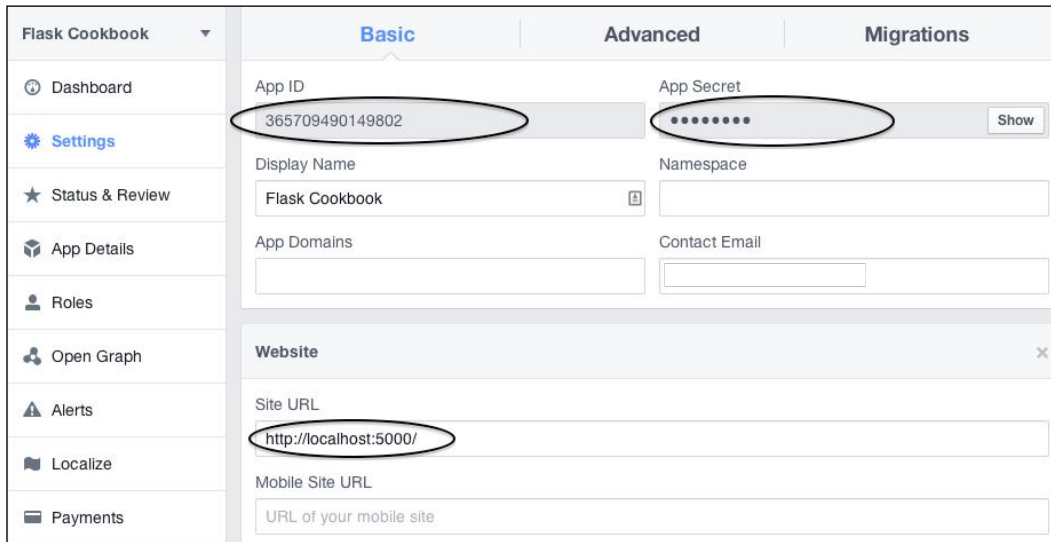 Flask Cookbook
Dashboard
Settings
Status & Review
App Details
Roles
Open Graph
Alerts
Localize
Payments
Basic
Advanced
Migrations
App ID
365709490149802
App Secret
••••••••
Show
Display Name
Flask Cookbook
Namespace
App Domains
Contact Email
Website
Site URL
http://localhost:5000/
Mobile Site URL
URL of your mobile site